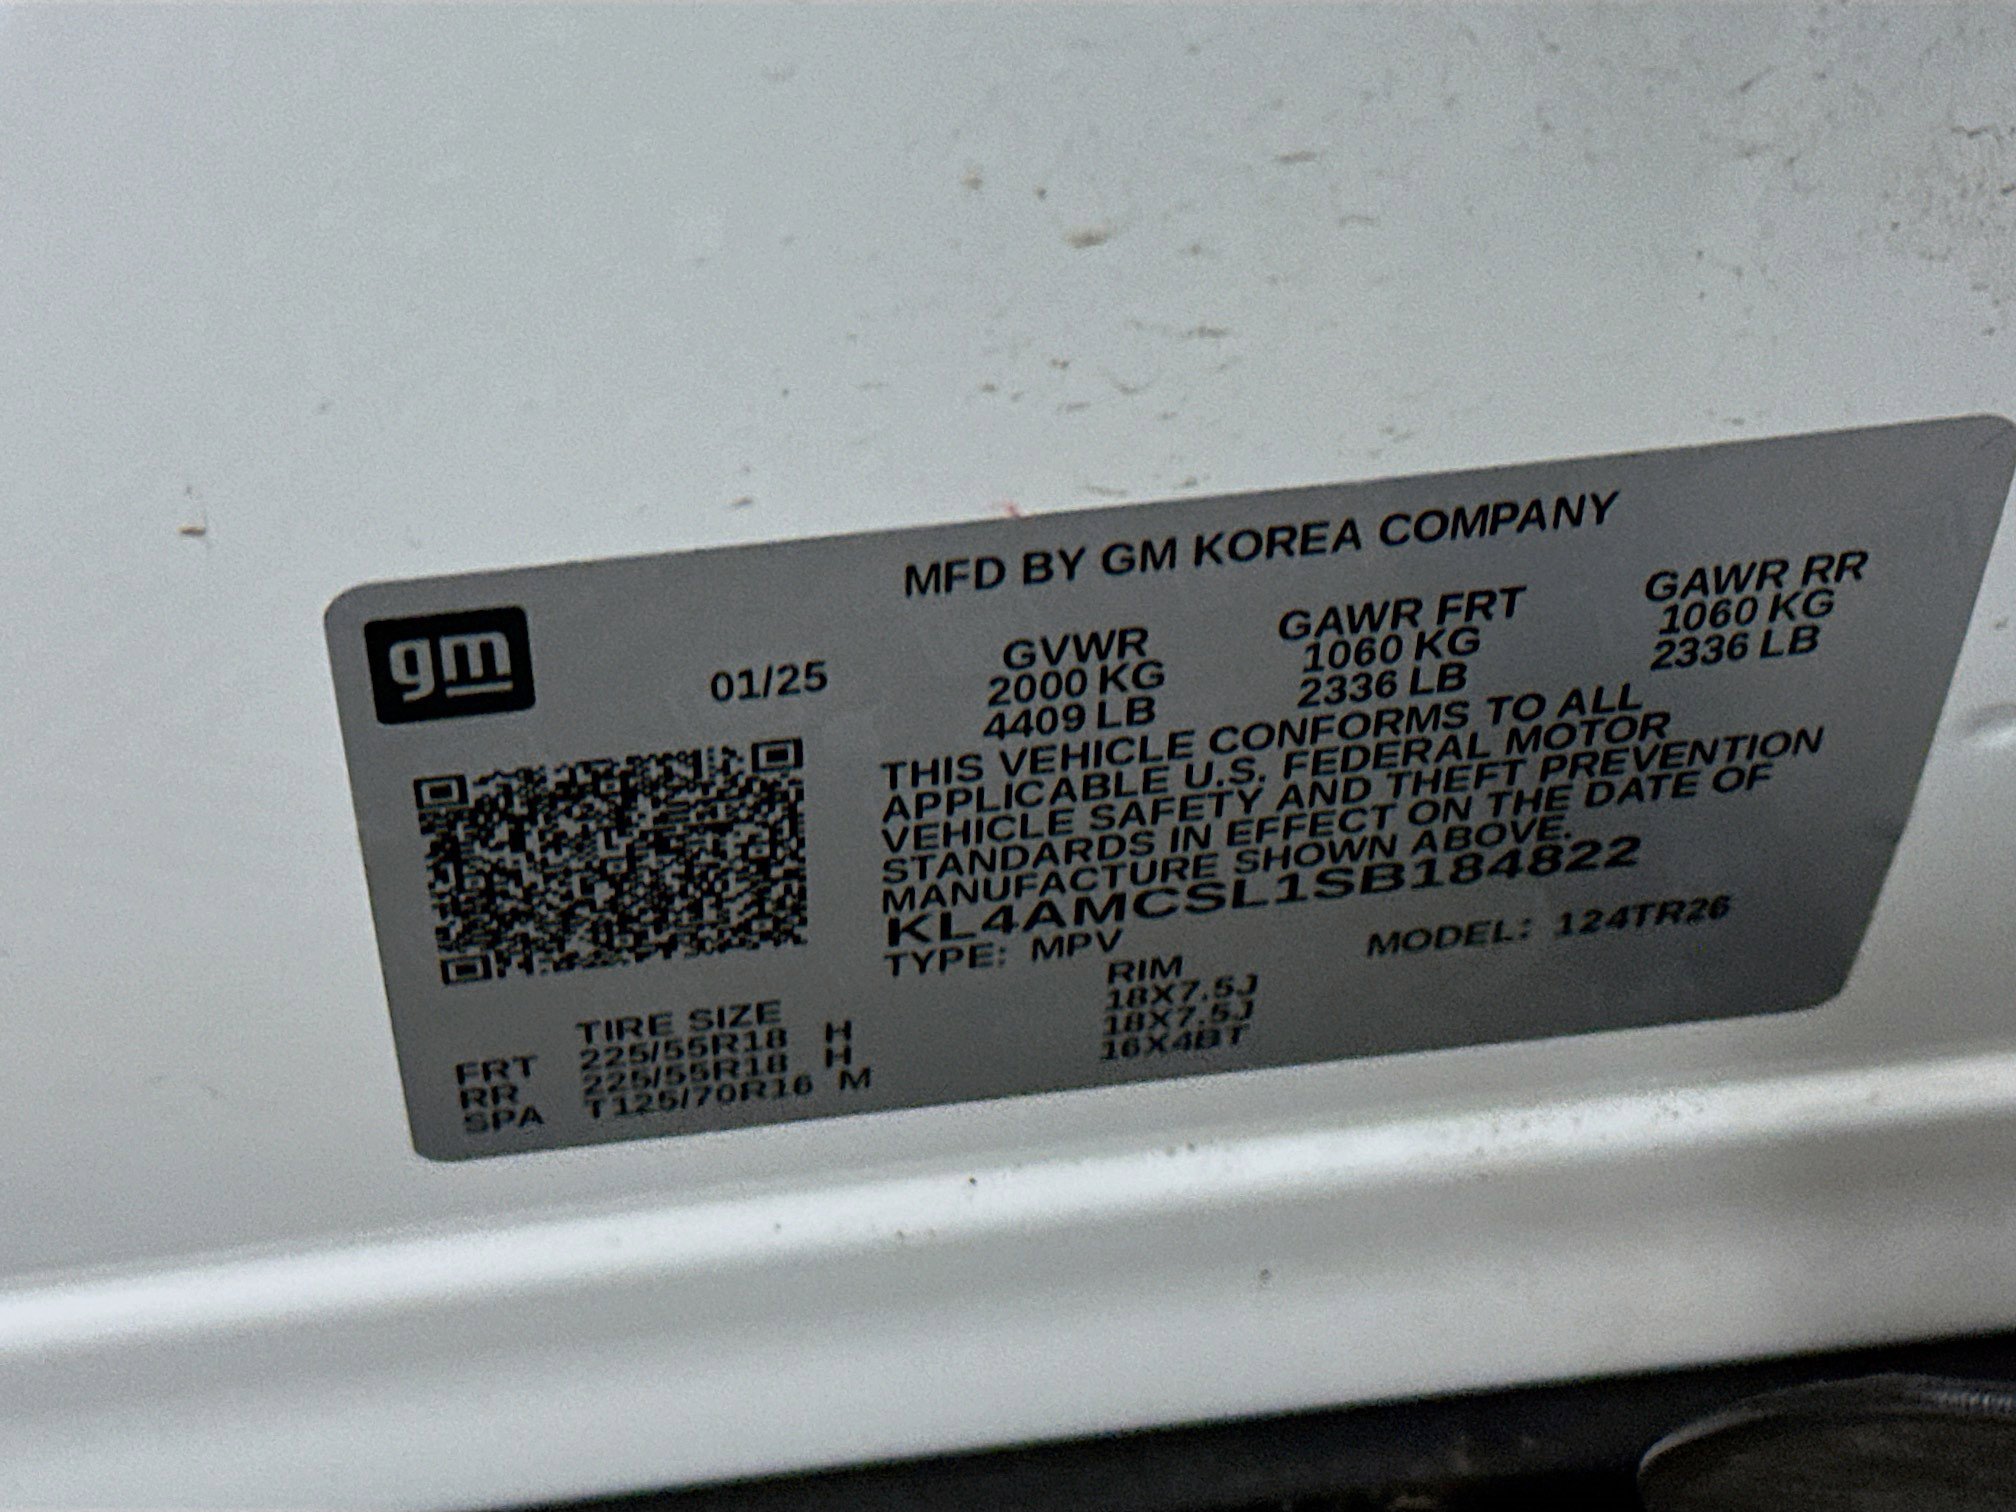 gm
MFD BY GM KOREA COMPANY
01/25
GVWR GAWR FRT GAWR RR
2000 KG 1060 KG 1060 KG
4409 LB 2336 LB 2336 LB
THIS VEHICLE CONFORMS TO ALL
APPLICABLE U.S. FEDERAL MOTOR
VEHICLE SAFETY AND THEFT PREVENTION
STANDARDS IN EFFECT ON THE DATE OF
MANUFACTURE SHOWN ABOVE.
KL4AMCSL1SB184822
TYPE: MPV MODEL: 124TR26
TIRE SIZE RIM
FRT 225/55R18 H 18X7.5J
RR 225/55R18 H 18X7.5J
SPA T125/70R16 M 16X4BT